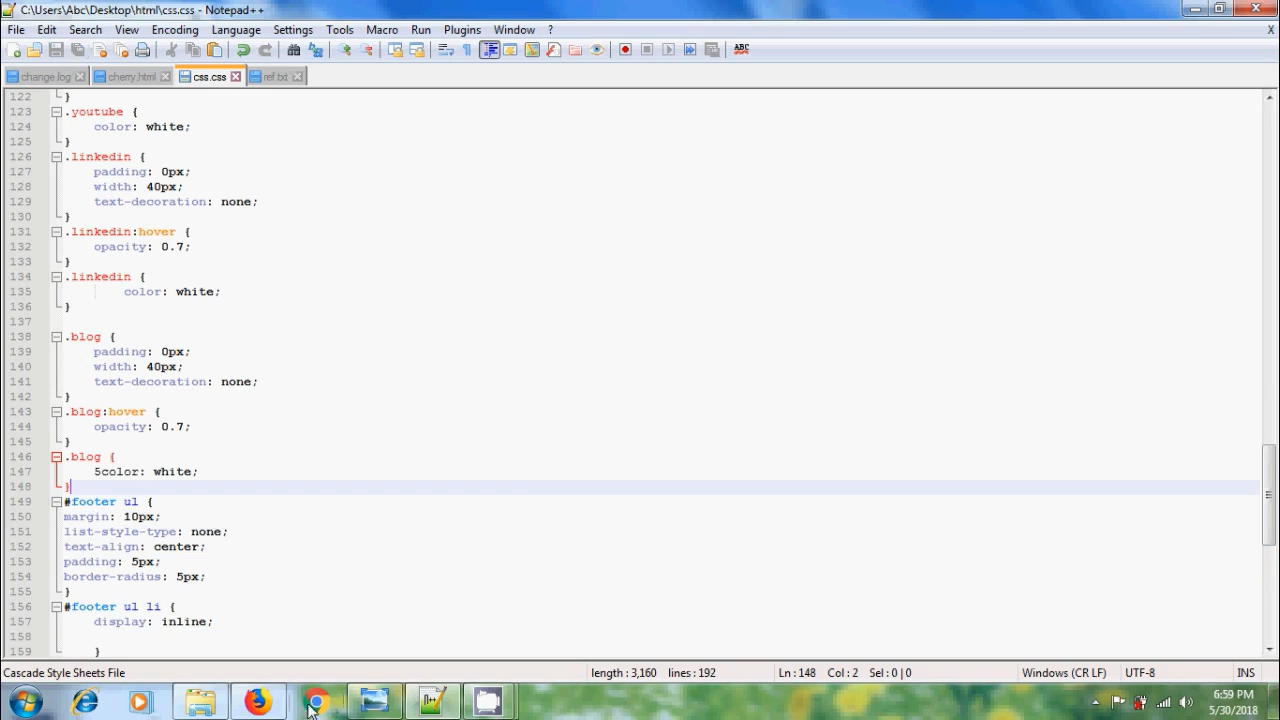 C:\Users\Abc\Desktop\html\css.css - Notepad++
File Edit Search View Encoding Language Settings Tools Macro Run Plugins Window ? X
change.log cherry.html css.css ref.txt
122 }
123 .youtube {
124 color: white;
125 }
126 .linkedin {
127 padding: 0px;
128 width: 40px;
129 text-decoration: none;
130 }
131 .linkedin:hover {
132 opacity: 0.7;
133 }
134 .linkedin {
135 color: white;
136 }
137
138 .blog {
139 padding: 0px;
140 width: 40px;
141 text-decoration: none;
142 }
143 .blog:hover {
144 opacity: 0.7;
145 }
146 .blog {
147 5color: white;
148 }
149 #footer ul {
150 margin: 10px;
151 list-style-type: none;
152 text-align: center;
153 padding: 5px;
154 border-radius: 5px;
155 }
156 #footer ul li {
157 display: inline;
158
159 }
Cascade Style Sheets File length : 3,160 lines : 192 Ln : 148 Col : 2 Sel : 0 | 0 Windows (CR LF) UTF-8 INS
6:59 PM
5/30/2018